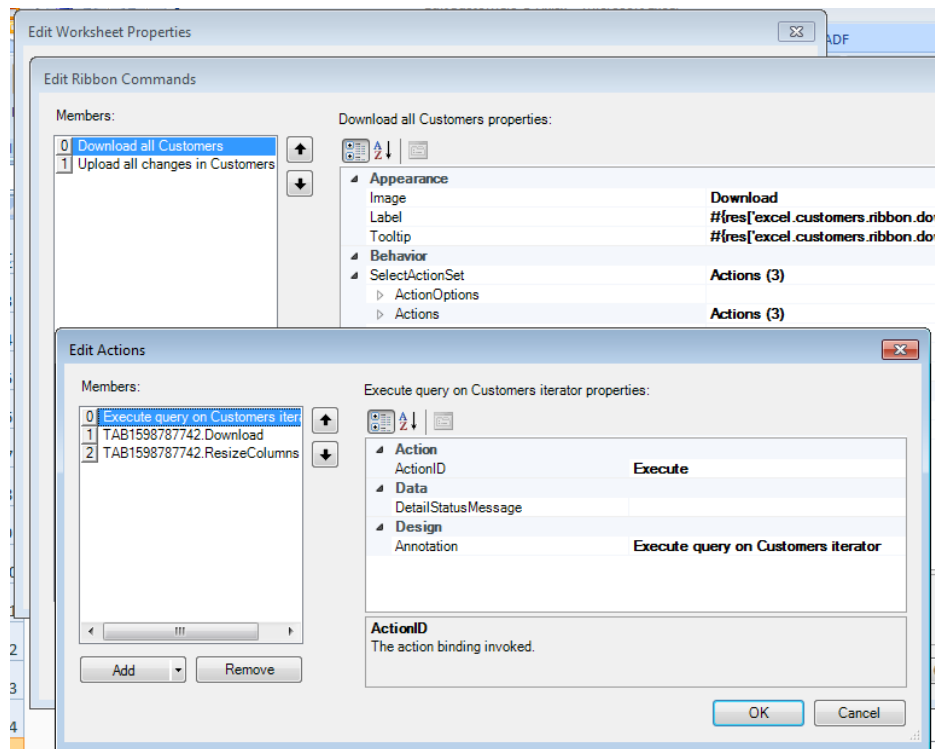 Edit Worksheet Properties
ADF
Edit Ribbon Commands
Members:
Download all Customers properties:
0 Download all Customers
1 Upload all changes in Customers
Appearance
Image Download
Label #{res['excel.customers.ribbon.do
Tooltip #{res['excel.customers.ribbon.do
Behavior
SelectActionSet Actions (3)
ActionOptions
Actions Actions (3)
Edit Actions
Members:
Execute query on Customers iterator properties:
0 Execute query on Customers itera
1 TAB1598787742.Download
2 TAB1598787742.ResizeColumns
Action
ActionID Execute
Data
DetailStatusMessage
Design
Annotation Execute query on Customers iterator
ActionID
The action binding invoked.
Add Remove
OK Cancel
2
3
4